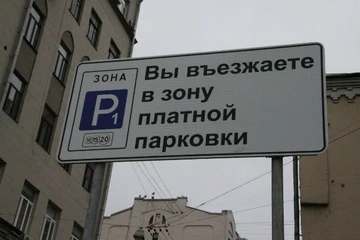 ЗОНА
P1
Вы въезжаете
в зону
платной
парковки